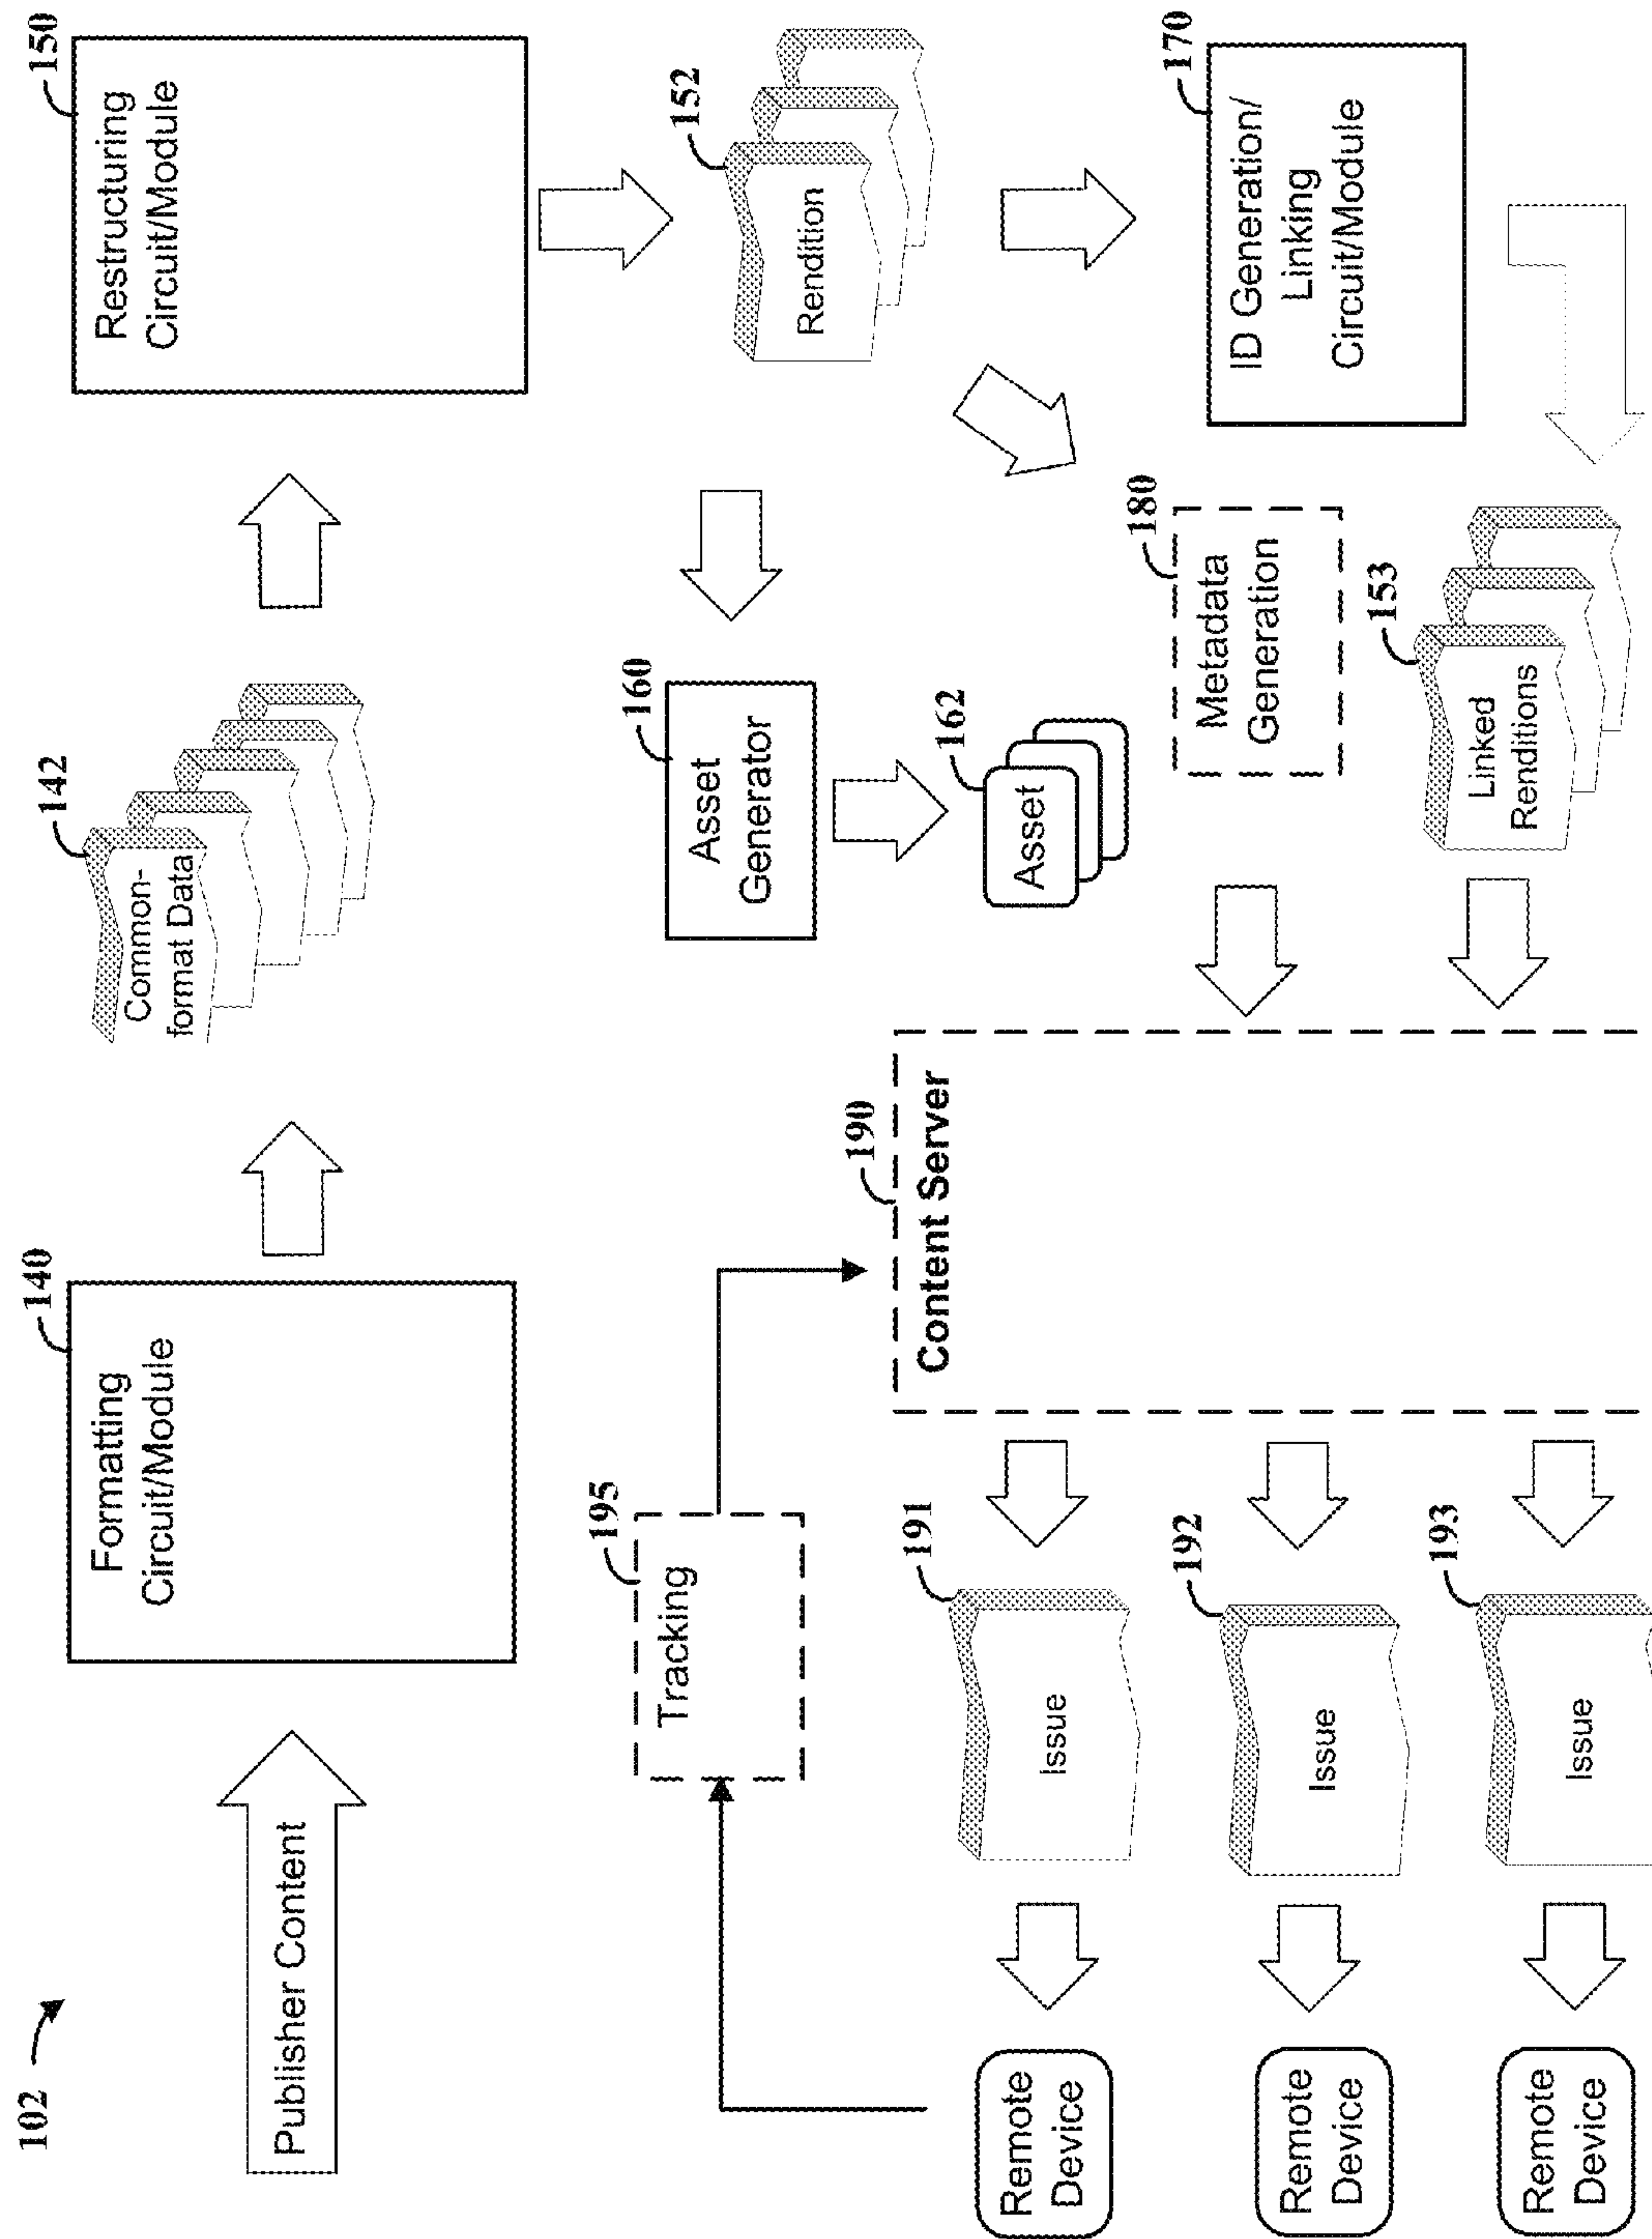 102
Publisher Content
140
Formatting
Circuit/Module
142
Common-
format Data
150
Restructuring
Circuit/Module
152
Rendition
160
Asset
Generator
162
Asset
170
ID Generation/
Linking
Circuit/Module
180
Metadata
Generation
153
Linked
Renditions
190
Content Server
195
Tracking
191
Issue
192
Issue
193
Issue
Remote
Device
Remote
Device
Remote
Device